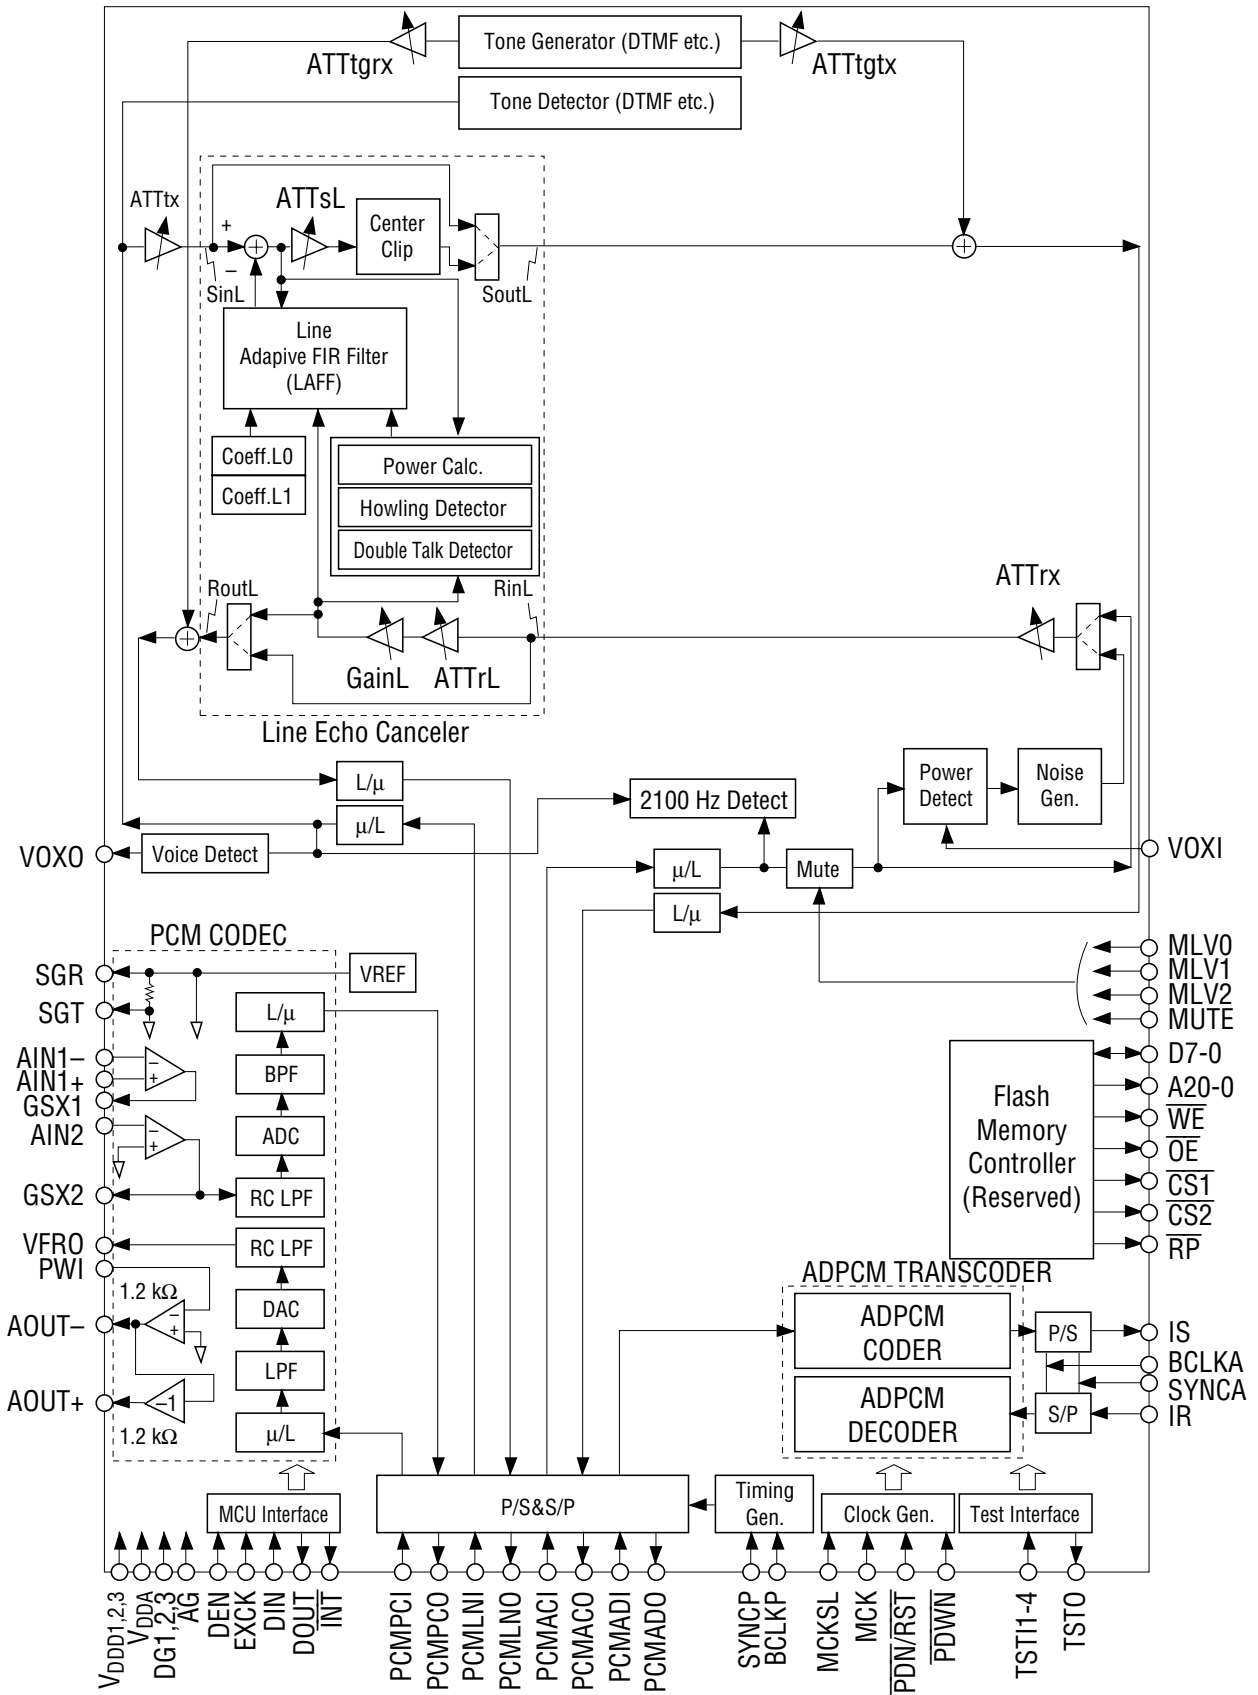 Tone Generator (DTMF etc.)
ATTtgrx
ATTtgtx
Tone Detector (DTMF etc.)
ATTtx
ATTsL
Center
Clip
+
+
−
SinL
SoutL
Line
Adapive FIR Filter
(LAFF)
Coeff.L0
Coeff.L1
Power Calc.
Howling Detector
Double Talk Detector
RoutL
RinL
ATTrx
+
GainL
ATTrL
Line Echo Canceler
+
L/μ
μ/L
2100 Hz Detect
Power
Detect
Noise
Gen.
VOXO
Voice Detect
μ/L
Mute
VOXI
L/μ
PCM CODEC
SGR
VREF
SGT
L/μ
MLV0
MLV1
MLV2
MUTE
AIN1−
AIN1+
GSX1
−
+
BPF
AIN2
−
+
ADC
GSX2
RC LPF
Flash
Memory
Controller
(Reserved)
D7-0
A20-0
WE
OE
CS1
CS2
RP
VFRO
RC LPF
PWI
1.2 kΩ
AOUT−
−
+
DAC
LPF
AOUT+
−1
1.2 kΩ
μ/L
ADPCM TRANSCODER
ADPCM
CODER
P/S
IS
BCLKA
SYNCA
ADPCM
DECODER
S/P
IR
MCU Interface
P/S&S/P
Timing
Gen.
Clock Gen.
Test Interface
VDDD1,2,3
VDDA
DG1,2,3
AG
DEN
EXCK
DIN
DOUT
INT
PCMPCI
PCMPCO
PCMLNI
PCMLNO
PCMACI
PCMACO
PCMADI
PCMADO
SYNCP
BCLKP
MCKSL
MCK
PDN/RST
PDWN
TSTI1-4
TSTO